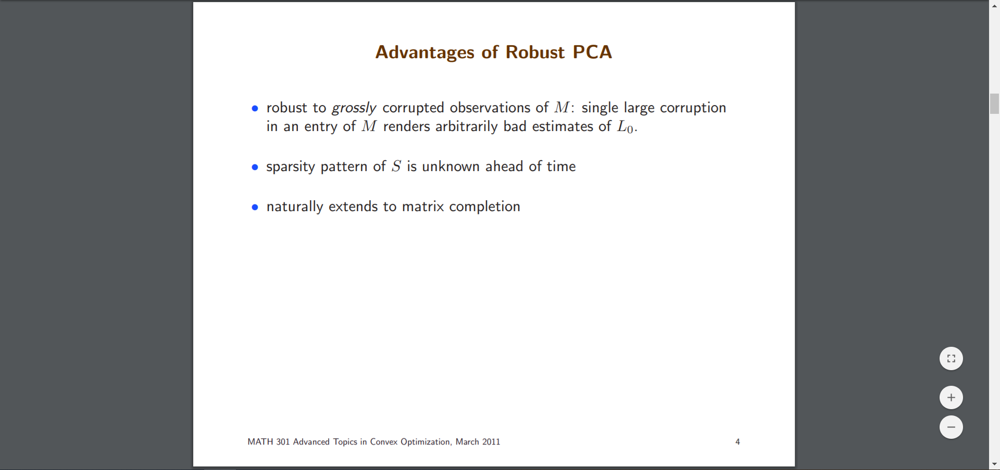 Advantages of Robust PCA
• robust to grossly corrupted observations of M: single large corruption
in an entry of M renders arbitrarily bad estimates of L₀.
• sparsity pattern of S is unknown ahead of time
• naturally extends to matrix completion
MATH 301 Advanced Topics in Convex Optimization, March 2011 4